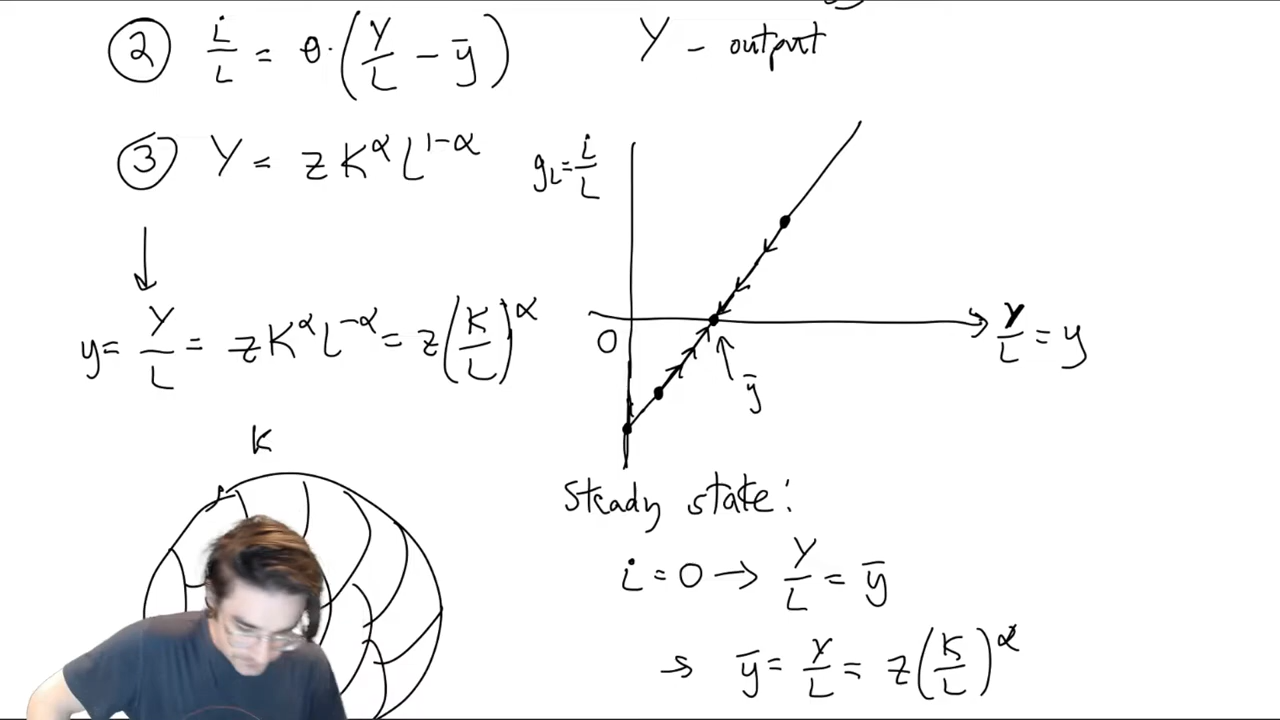 ② L̇/L = θ·(Y/L − ȳ)
Y – output
③ Y = zK^α L^{1-α}
g_L = L̇/L
y = Y/L = zK^α L^{-α} = z(K/L)^α
0
ȳ
Y/L = y
K
Steady state:
L̇ = 0 → Y/L = ȳ
→ ȳ = Y/L = z(K/L)^α